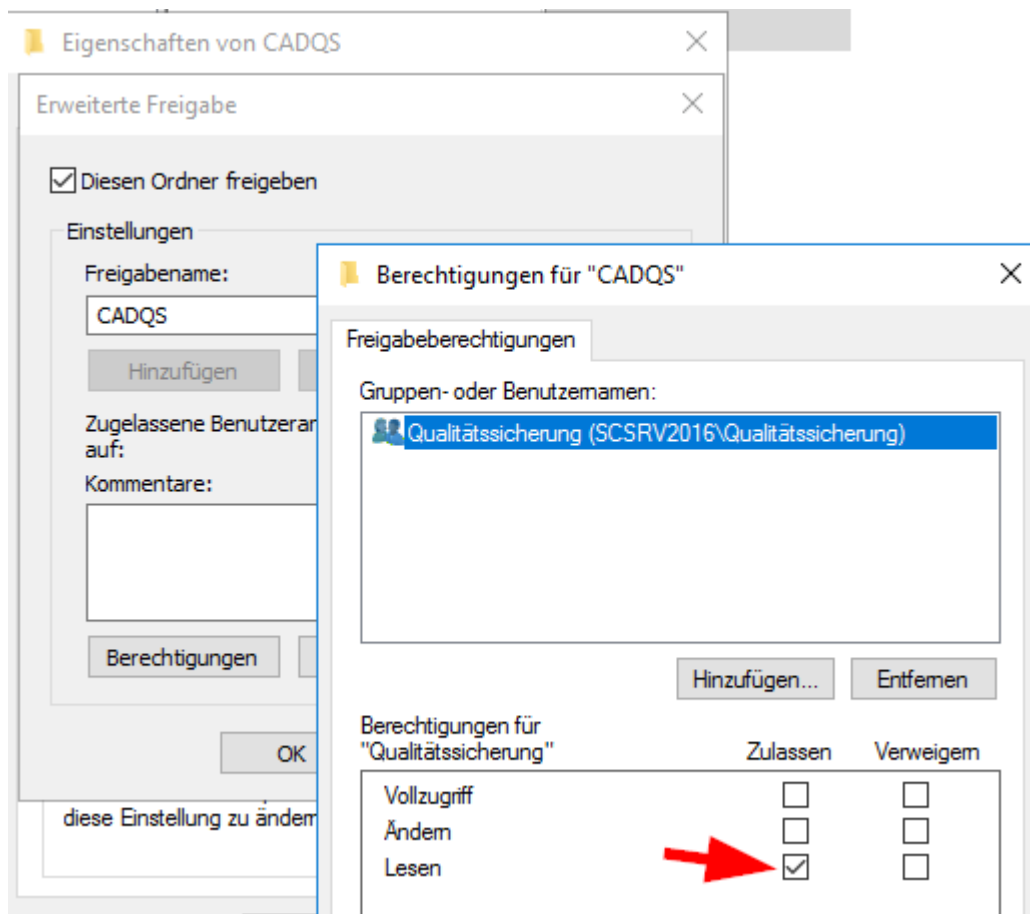 Eigenschaften von CADQS
Erweiterte Freigabe
Diesen Ordner freigeben
Einstellungen
Freigabename:
CADQS
Hinzufügen
Zugelassene Benutzeran
auf:
Kommentare:
Berechtigungen
OK
diese Einstellung zu ändern
Berechtigungen für "CADQS"
Freigabeberechtigungen
Gruppen- oder Benutzernamen:
Qualitätssicherung (SCSRV2016\Qualitätssicherung)
Hinzufügen...
Entfernen
Berechtigungen für
"Qualitätssicherung"
Zulassen
Verweigern
Vollzugriff
Ändern
Lesen